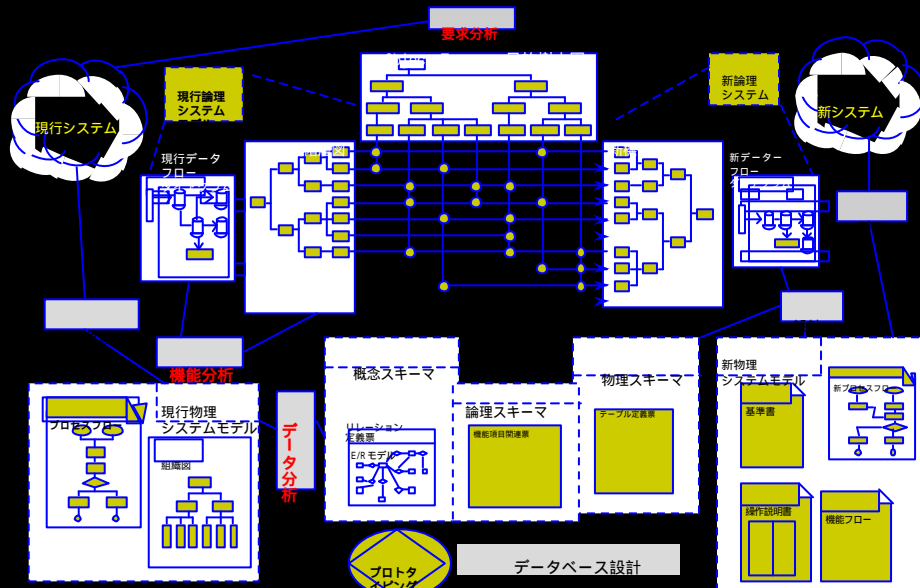 要求分析
現行論理
システム
新論理
システム
現行システム
新システム
現行データ
フロー
新データー
フロー
機能分析
概念スキーマ
物理スキーマ
論理スキーマ
新物理
システムモデル
現行物理
システムモデル
プロセスフロー
組織図
データ分析
リレーション
定義票
E/R モデル
機能項目関連票
テーブル定義票
基準書
新プロセスフロー
操作説明書
機能フロー
プロトタ
イピング
データベース設計